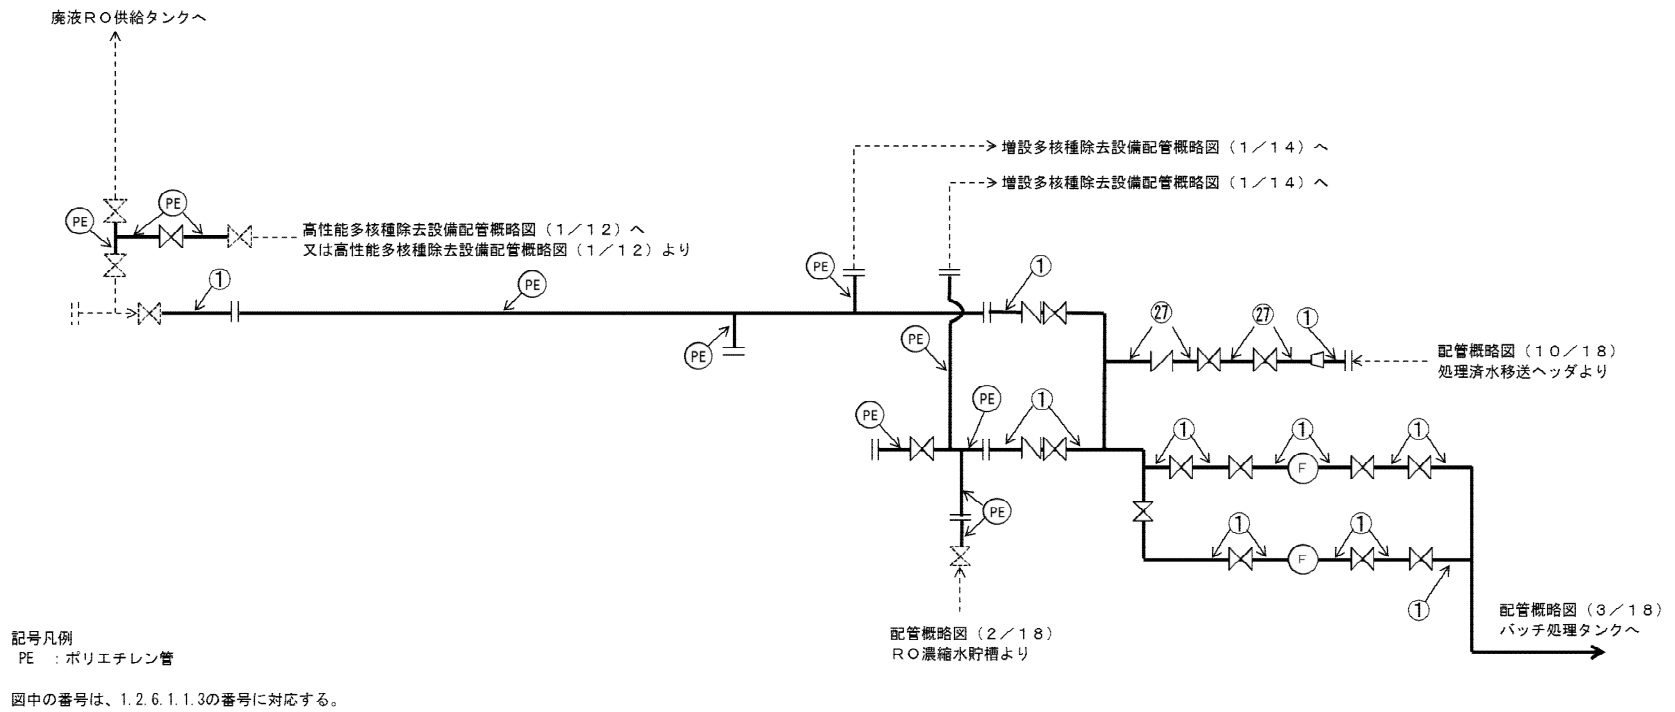 廃液ＲＯ供給タンクへ
増設多核種除去設備配管概略図（１／１４）へ
増設多核種除去設備配管概略図（１／１４）へ
PE
PE
高性能多核種除去設備配管概略図（１／１２）へ
又は高性能多核種除去設備配管概略図（１／１２）より
①
PE
PE
①
PE
PE
㉗
㉗
①
配管概略図（１０／１８）
処理済水移送ヘッダより
PE
PE
①
①
①
①
F
PE
①
①
F
①
配管概略図（２／１８）
ＲＯ濃縮水貯槽より
配管概略図（３／１８）
バッチ処理タンクへ
記号凡例
PE ：ポリエチレン管
図中の番号は、1.2.6.1.1.3の番号に対応する。